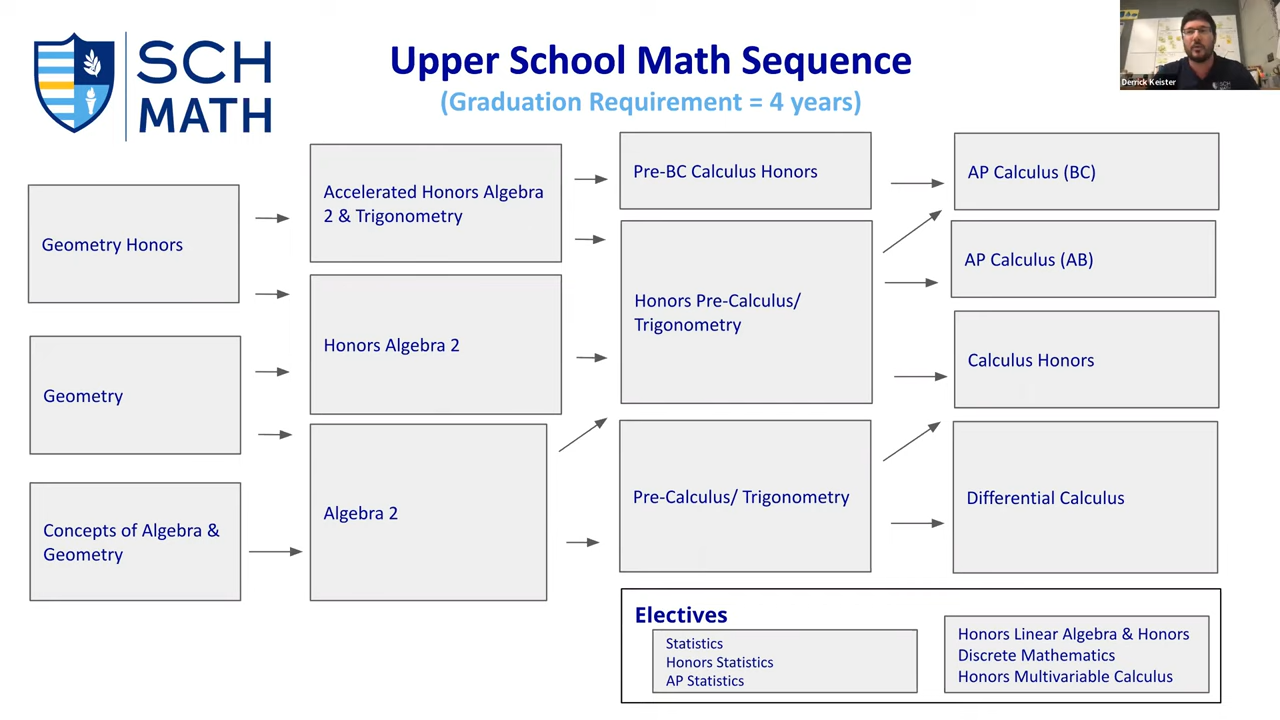 SCH
MATH
Upper School Math Sequence
(Graduation Requirement = 4 years)
Derrick Keister
SCH
Geometry Honors
Geometry
Concepts of Algebra &
Geometry
Accelerated Honors Algebra
2 & Trigonometry
Honors Algebra 2
Algebra 2
Pre-BC Calculus Honors
Honors Pre-Calculus/
Trigonometry
Pre-Calculus/ Trigonometry
AP Calculus (BC)
AP Calculus (AB)
Calculus Honors
Differential Calculus
Electives
Statistics
Honors Statistics
AP Statistics
Honors Linear Algebra & Honors
Discrete Mathematics
Honors Multivariable Calculus